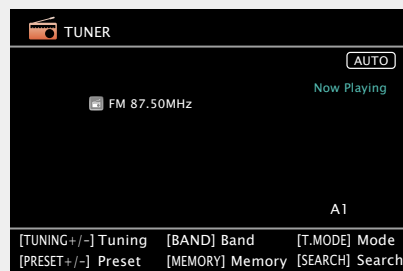 TUNER
AUTO
Now Playing
FM 87.50MHz
A1
[TUNING+/-] Tuning [BAND] Band [T.MODE] Mode
[PRESET+/-] Preset [MEMORY] Memory [SEARCH] Search